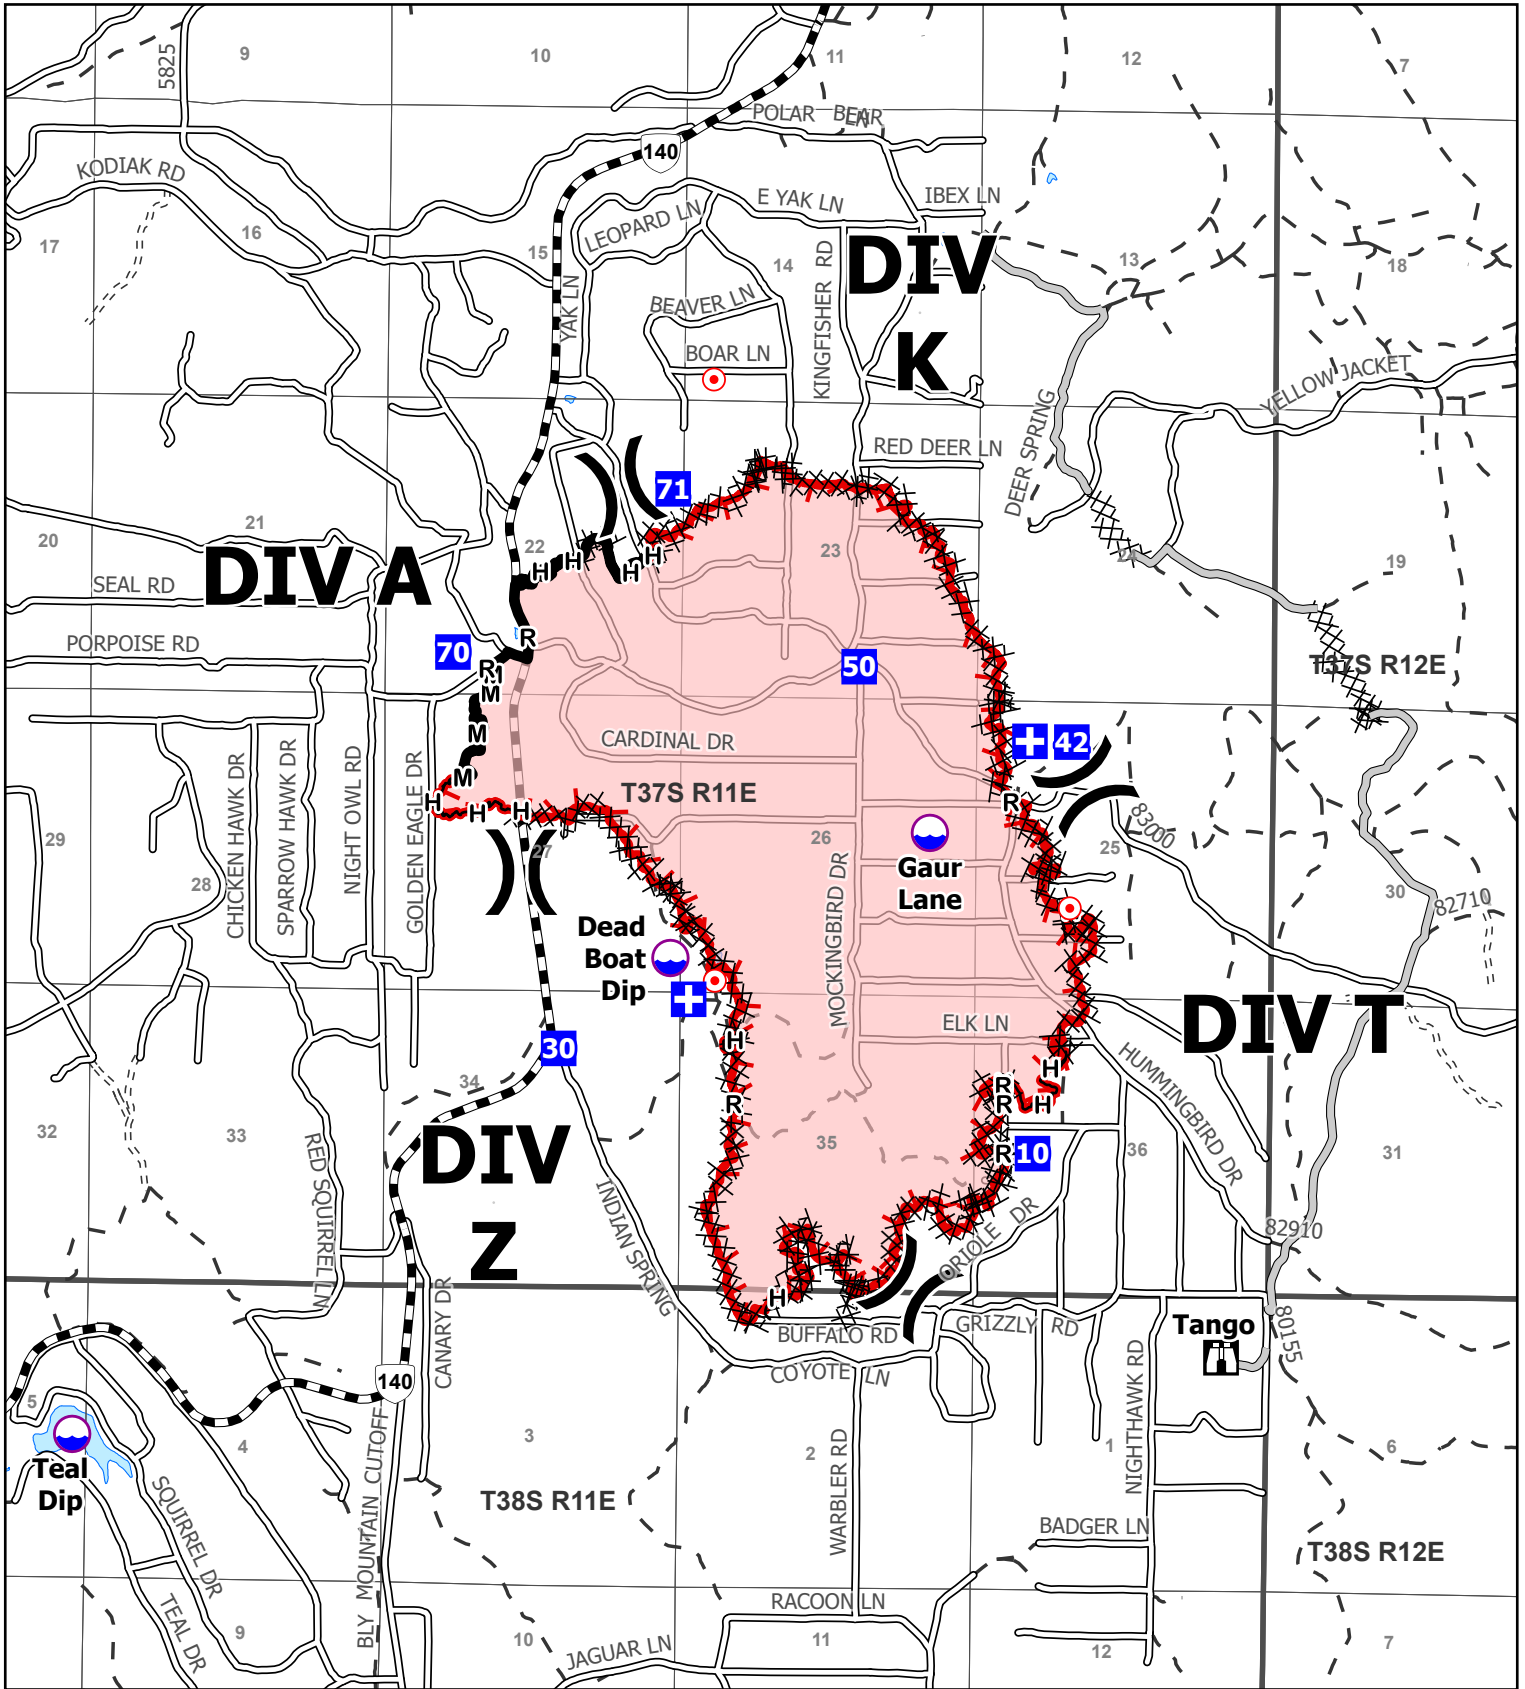 9
10
11
12
7
5825
POLAR BEAR
LN
140
KODIAK RD
IBEX LN
E YAK LN
LEOPARD LN
17
16
15
14
13
18
DIV
K
YAK LN
KINGFISHER RD
BEAVER LN
BOAR LN
YELLOW JACKET
DEER SPRING
RED DEER LN
71
21
20
22
23
24
19
H
H
H
H
DIV A
SEAL RD
PORPOISE RD
R
70
R
M
M
M
M
50
T37S R12E
42
CARDINAL DR
T37S R11E
H
H
H
R
CHICKEN HAWK DR
SPARROW HAWK DR
NIGHT OWL RD
GOLDEN EAGLE DR
29
28
27
26
25
30
83000
82710
Gaur
Lane
MOCKINGBIRD DR
Dead
Boat
Dip
30
H
ELK LN
DIV T
HUMMINGBIRD DR
H
H
R
R
R
R
10
34
32
33
35
36
31
DIV
Z
RED SQUIRREL LN
INDIAN SPRING
ORIOLE DR
82910
H
CANARY DR
BUFFALO RD
GRIZZLY RD
COYOTE LN
Tango
80155
140
5
4
3
2
1
6
NIGHTHAWK RD
WARBLER RD
Teal
Dip
SQUIRREL DR
BLY MOUNTAIN CUTOFF
T38S R11E
BADGER LN
T38S R12E
TEAL DR
RACOON LN
JAGUAR LN
9
10
11
12
7